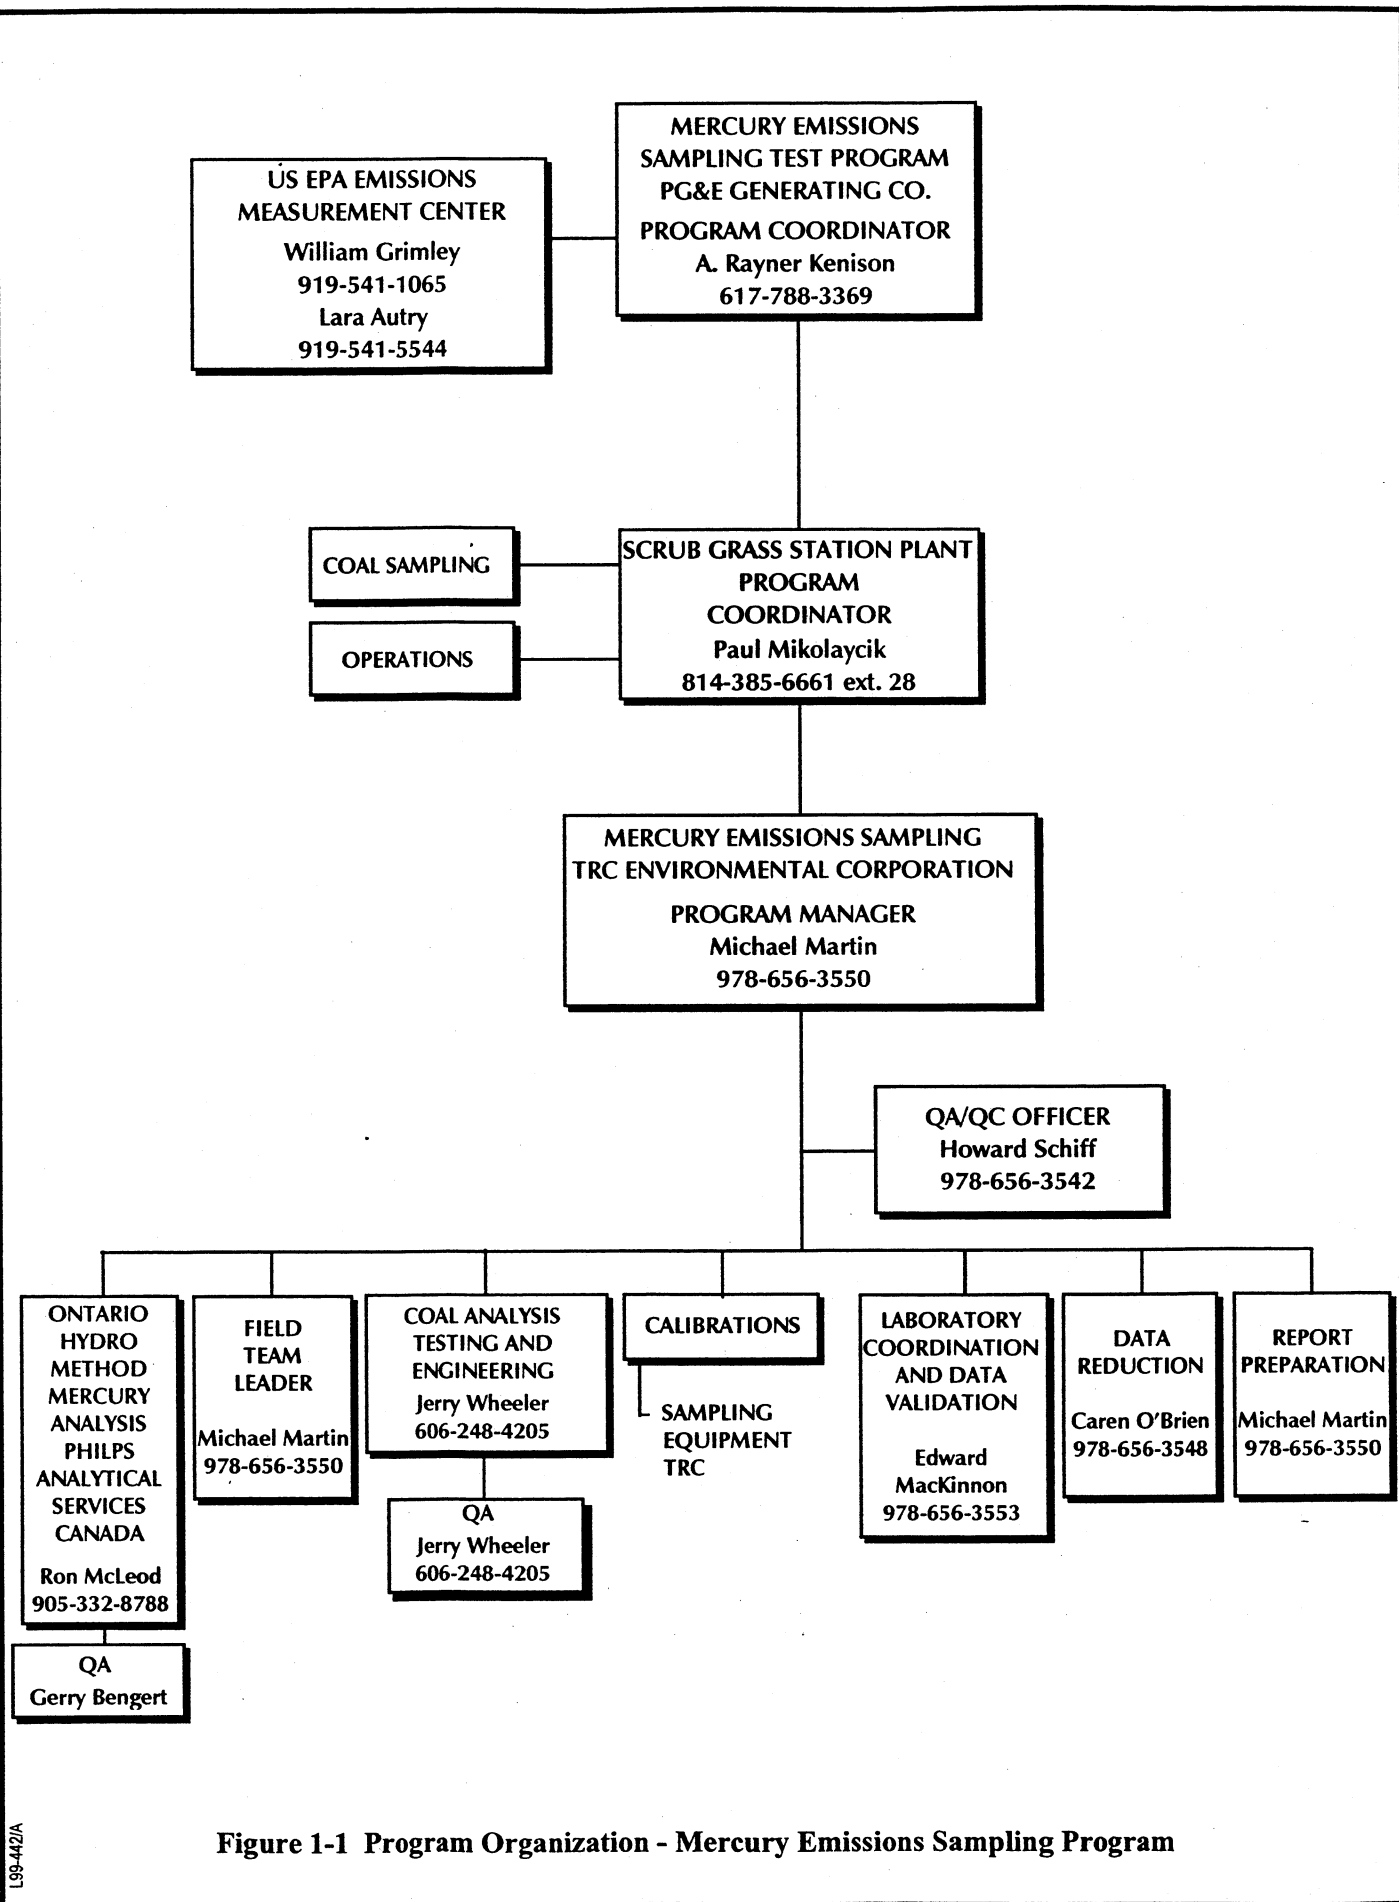 MERCURY EMISSIONS
SAMPLING TEST PROGRAM
PG&E GENERATING CO.
PROGRAM COORDINATOR
A. Rayner Kenison
617-788-3369
US EPA EMISSIONS
MEASUREMENT CENTER
William Grimley
919-541-1065
Lara Autry
919-541-5544
COAL SAMPLING
OPERATIONS
SCRUB GRASS STATION PLANT
PROGRAM
COORDINATOR
Paul Mikolaycik
814-385-6661 ext. 28
MERCURY EMISSIONS SAMPLING
TRC ENVIRONMENTAL CORPORATION
PROGRAM MANAGER
Michael Martin
978-656-3550
QA/QC OFFICER
Howard Schiff
978-656-3542
ONTARIO
HYDRO
METHOD
MERCURY
ANALYSIS
PHILPS
ANALYTICAL
SERVICES
CANADA
Ron McLeod
905-332-8788
QA
Gerry Bengert
FIELD
TEAM
LEADER
Michael Martin
978-656-3550
COAL ANALYSIS
TESTING AND
ENGINEERING
Jerry Wheeler
606-248-4205
QA
Jerry Wheeler
606-248-4205
CALIBRATIONS
SAMPLING
EQUIPMENT
TRC
LABORATORY
COORDINATION
AND DATA
VALIDATION
Edward
MacKinnon
978-656-3553
DATA
REDUCTION
Caren O'Brien
978-656-3548
REPORT
PREPARATION
Michael Martin
978-656-3550
L99-442/A
Figure 1-1 Program Organization - Mercury Emissions Sampling Program